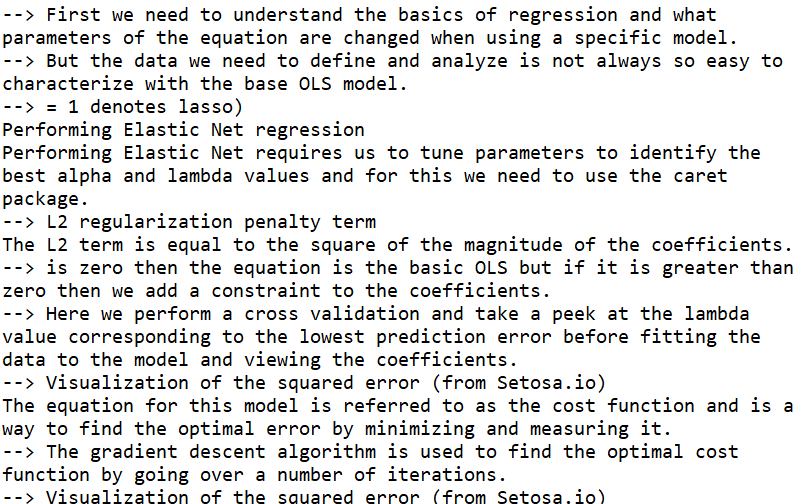 --> First we need to understand the basics of regression and what
parameters of the equation are changed when using a specific model.
--> But the data we need to define and analyze is not always so easy to
characterize with the base OLS model.
--> = 1 denotes lasso)
Performing Elastic Net regression
Performing Elastic Net requires us to tune parameters to identify the
best alpha and lambda values and for this we need to use the caret
package.
--> L2 regularization penalty term
The L2 term is equal to the square of the magnitude of the coefficients.
--> is zero then the equation is the basic OLS but if it is greater than
zero then we add a constraint to the coefficients.
--> Here we perform a cross validation and take a peek at the lambda
value corresponding to the lowest prediction error before fitting the
data to the model and viewing the coefficients.
--> Visualization of the squared error (from Setosa.io)
The equation for this model is referred to as the cost function and is a
way to find the optimal error by minimizing and measuring it.
--> The gradient descent algorithm is used to find the optimal cost
function by going over a number of iterations.
--> Visualization of the squared error (from Setosa.io)